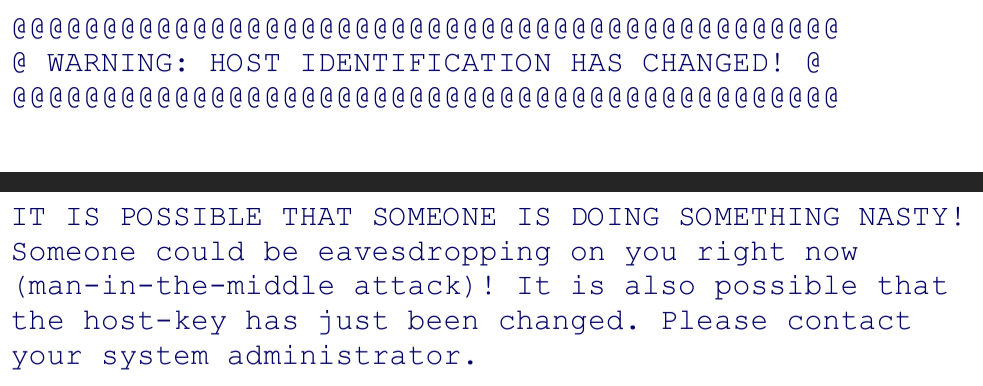 @@@@@@@@@@@@@@@@@@@@@@@@@@@@@@@@@@@@@@@@@@@@@@
@ WARNING: HOST IDENTIFICATION HAS CHANGED! @
@@@@@@@@@@@@@@@@@@@@@@@@@@@@@@@@@@@@@@@@@@@@@@
IT IS POSSIBLE THAT SOMEONE IS DOING SOMETHING NASTY!
Someone could be eavesdropping on you right now
(man-in-the-middle attack)! It is also possible that
the host-key has just been changed. Please contact
your system administrator.